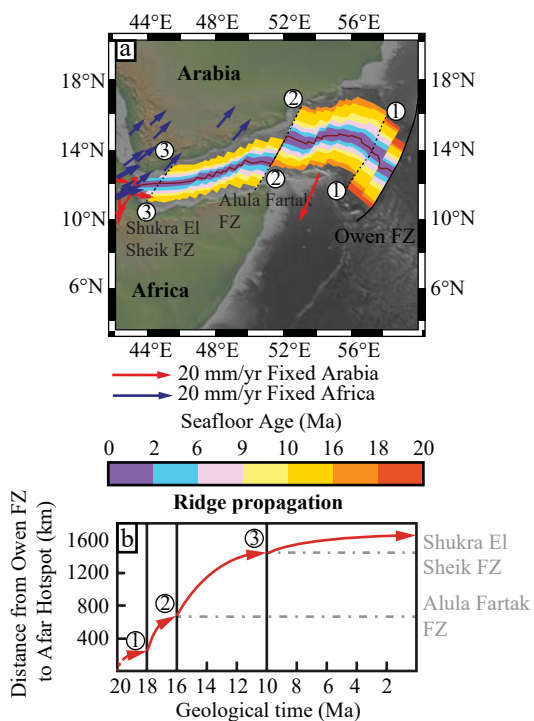 44°E 48°E 52°E 56°E
a
18°N 18°N
Arabia
② ①
14°N 14°N
③
② ①
10°N ③ 10°N
Alula Fartak
FZ
Shukra El
Sheik FZ
Owen FZ
6°N 6°N
Africa
44°E 48°E 52°E 56°E
20 mm/yr Fixed Arabia
20 mm/yr Fixed Africa
Seafloor Age (Ma)
0 2 6 9 10 16 18 20
Ridge propagation
b
Distance from Owen FZ
to Afar Hotspot (km)
1600
1200
800
400
① ② ③
Shukra El
Sheik FZ
Alula Fartak
FZ
20 18 16 14 12 10 8 6 4 2
Geological time (Ma)